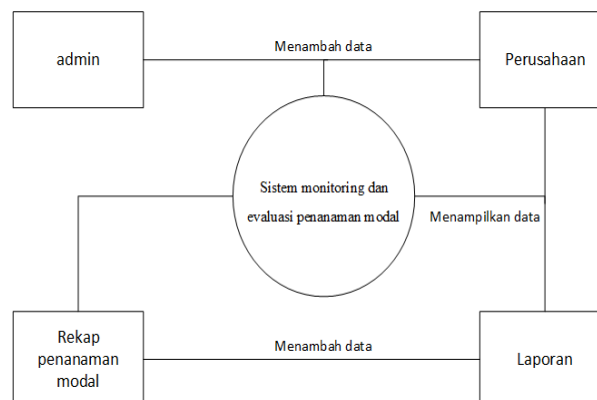 Menambah data
admin
Perusahaan
Sistem monitoring dan
evaluasi penanaman modal
Menampilkan data
Rekap
penanaman
modal
Menambah data
Laporan